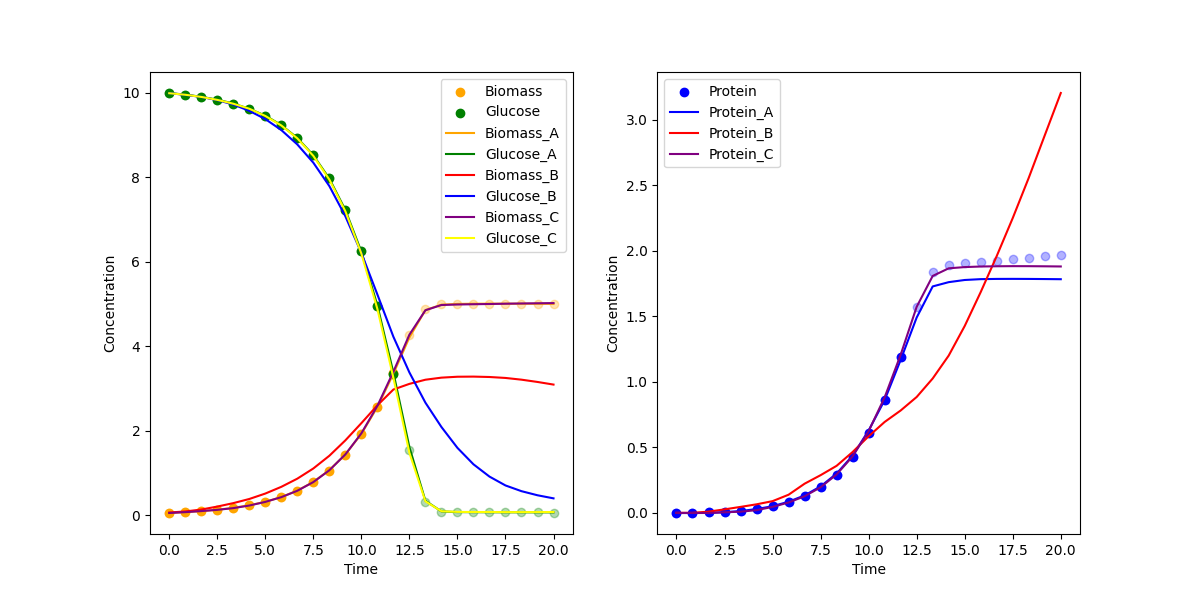 10
8
6
4
2
0
Concentration
0.0 2.5 5.0 7.5 10.0 12.5 15.0 17.5 20.0
Time
Biomass
Glucose
Biomass_A
Glucose_A
Biomass_B
Glucose_B
Biomass_C
Glucose_C
3.0
2.5
2.0
1.5
1.0
0.5
0.0
Concentration
0.0 2.5 5.0 7.5 10.0 12.5 15.0 17.5 20.0
Time
Protein
Protein_A
Protein_B
Protein_C